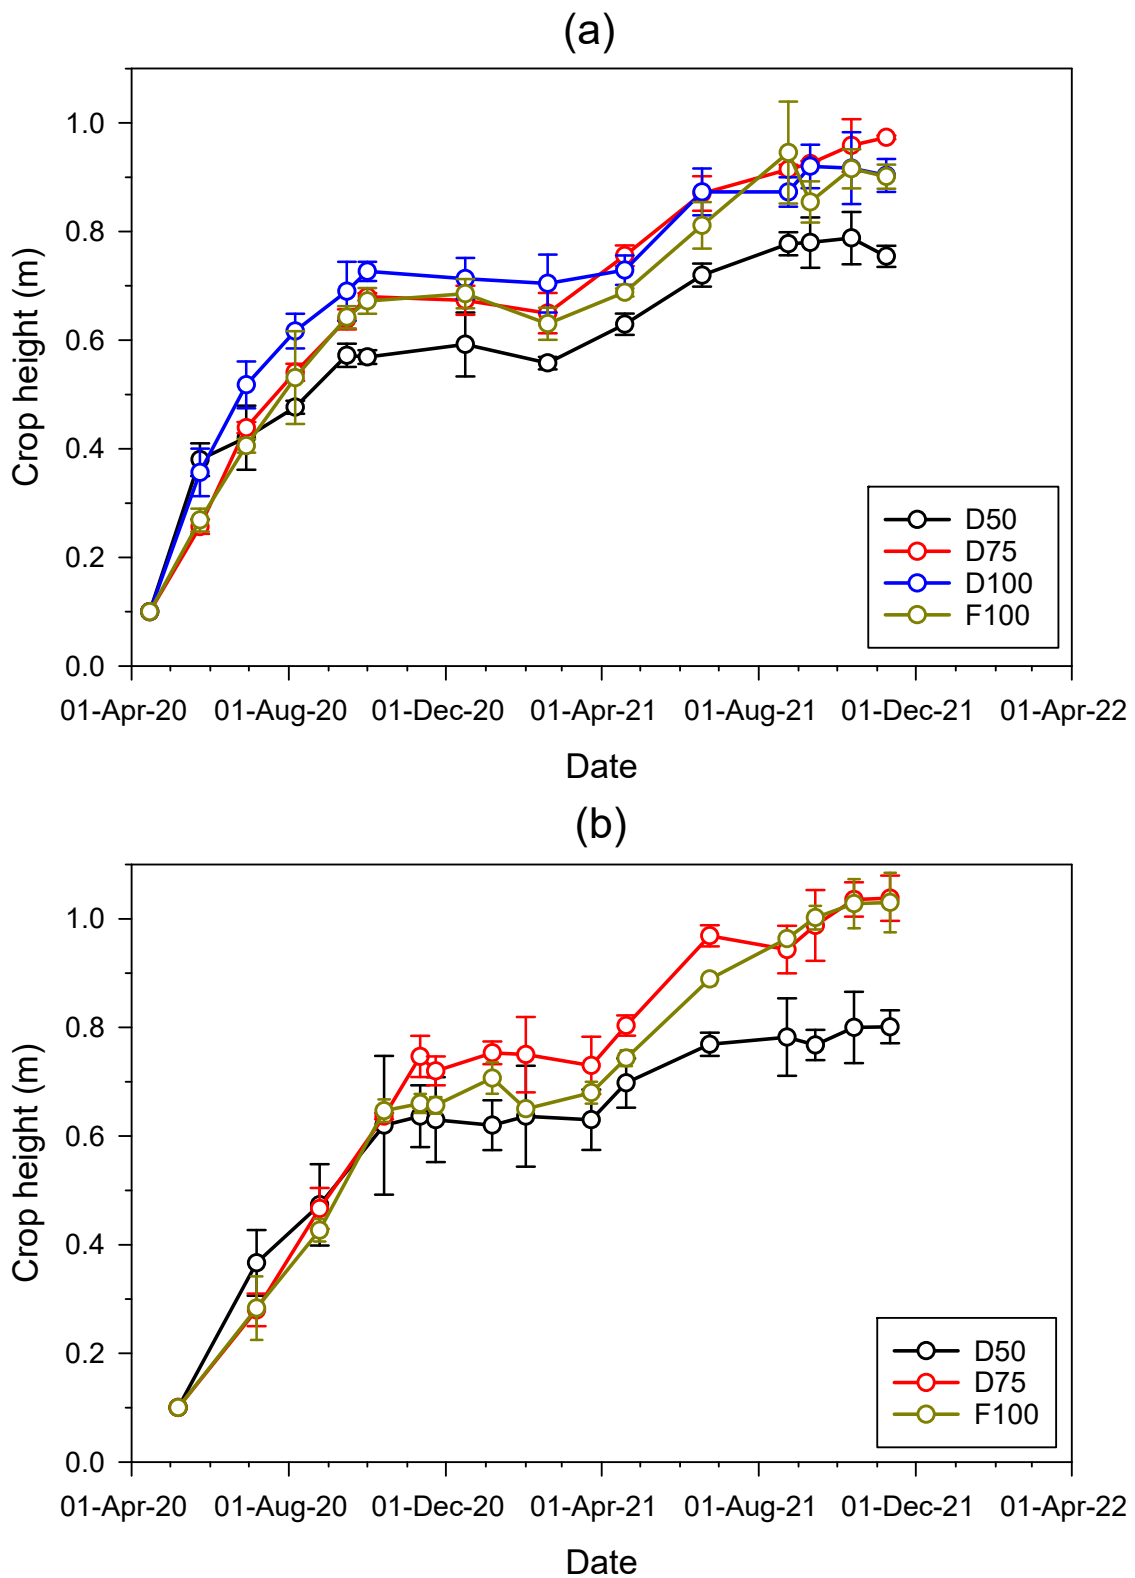 (a)
Crop height (m)
1.0
0.8
0.6
0.4
0.2
0.0
D50
D75
D100
F100
01-Apr-20 01-Aug-20 01-Dec-20 01-Apr-21 01-Aug-21 01-Dec-21 01-Apr-22
Date
(b)
Crop height (m)
1.0
0.8
0.6
0.4
0.2
0.0
D50
D75
F100
01-Apr-20 01-Aug-20 01-Dec-20 01-Apr-21 01-Aug-21 01-Dec-21 01-Apr-22
Date